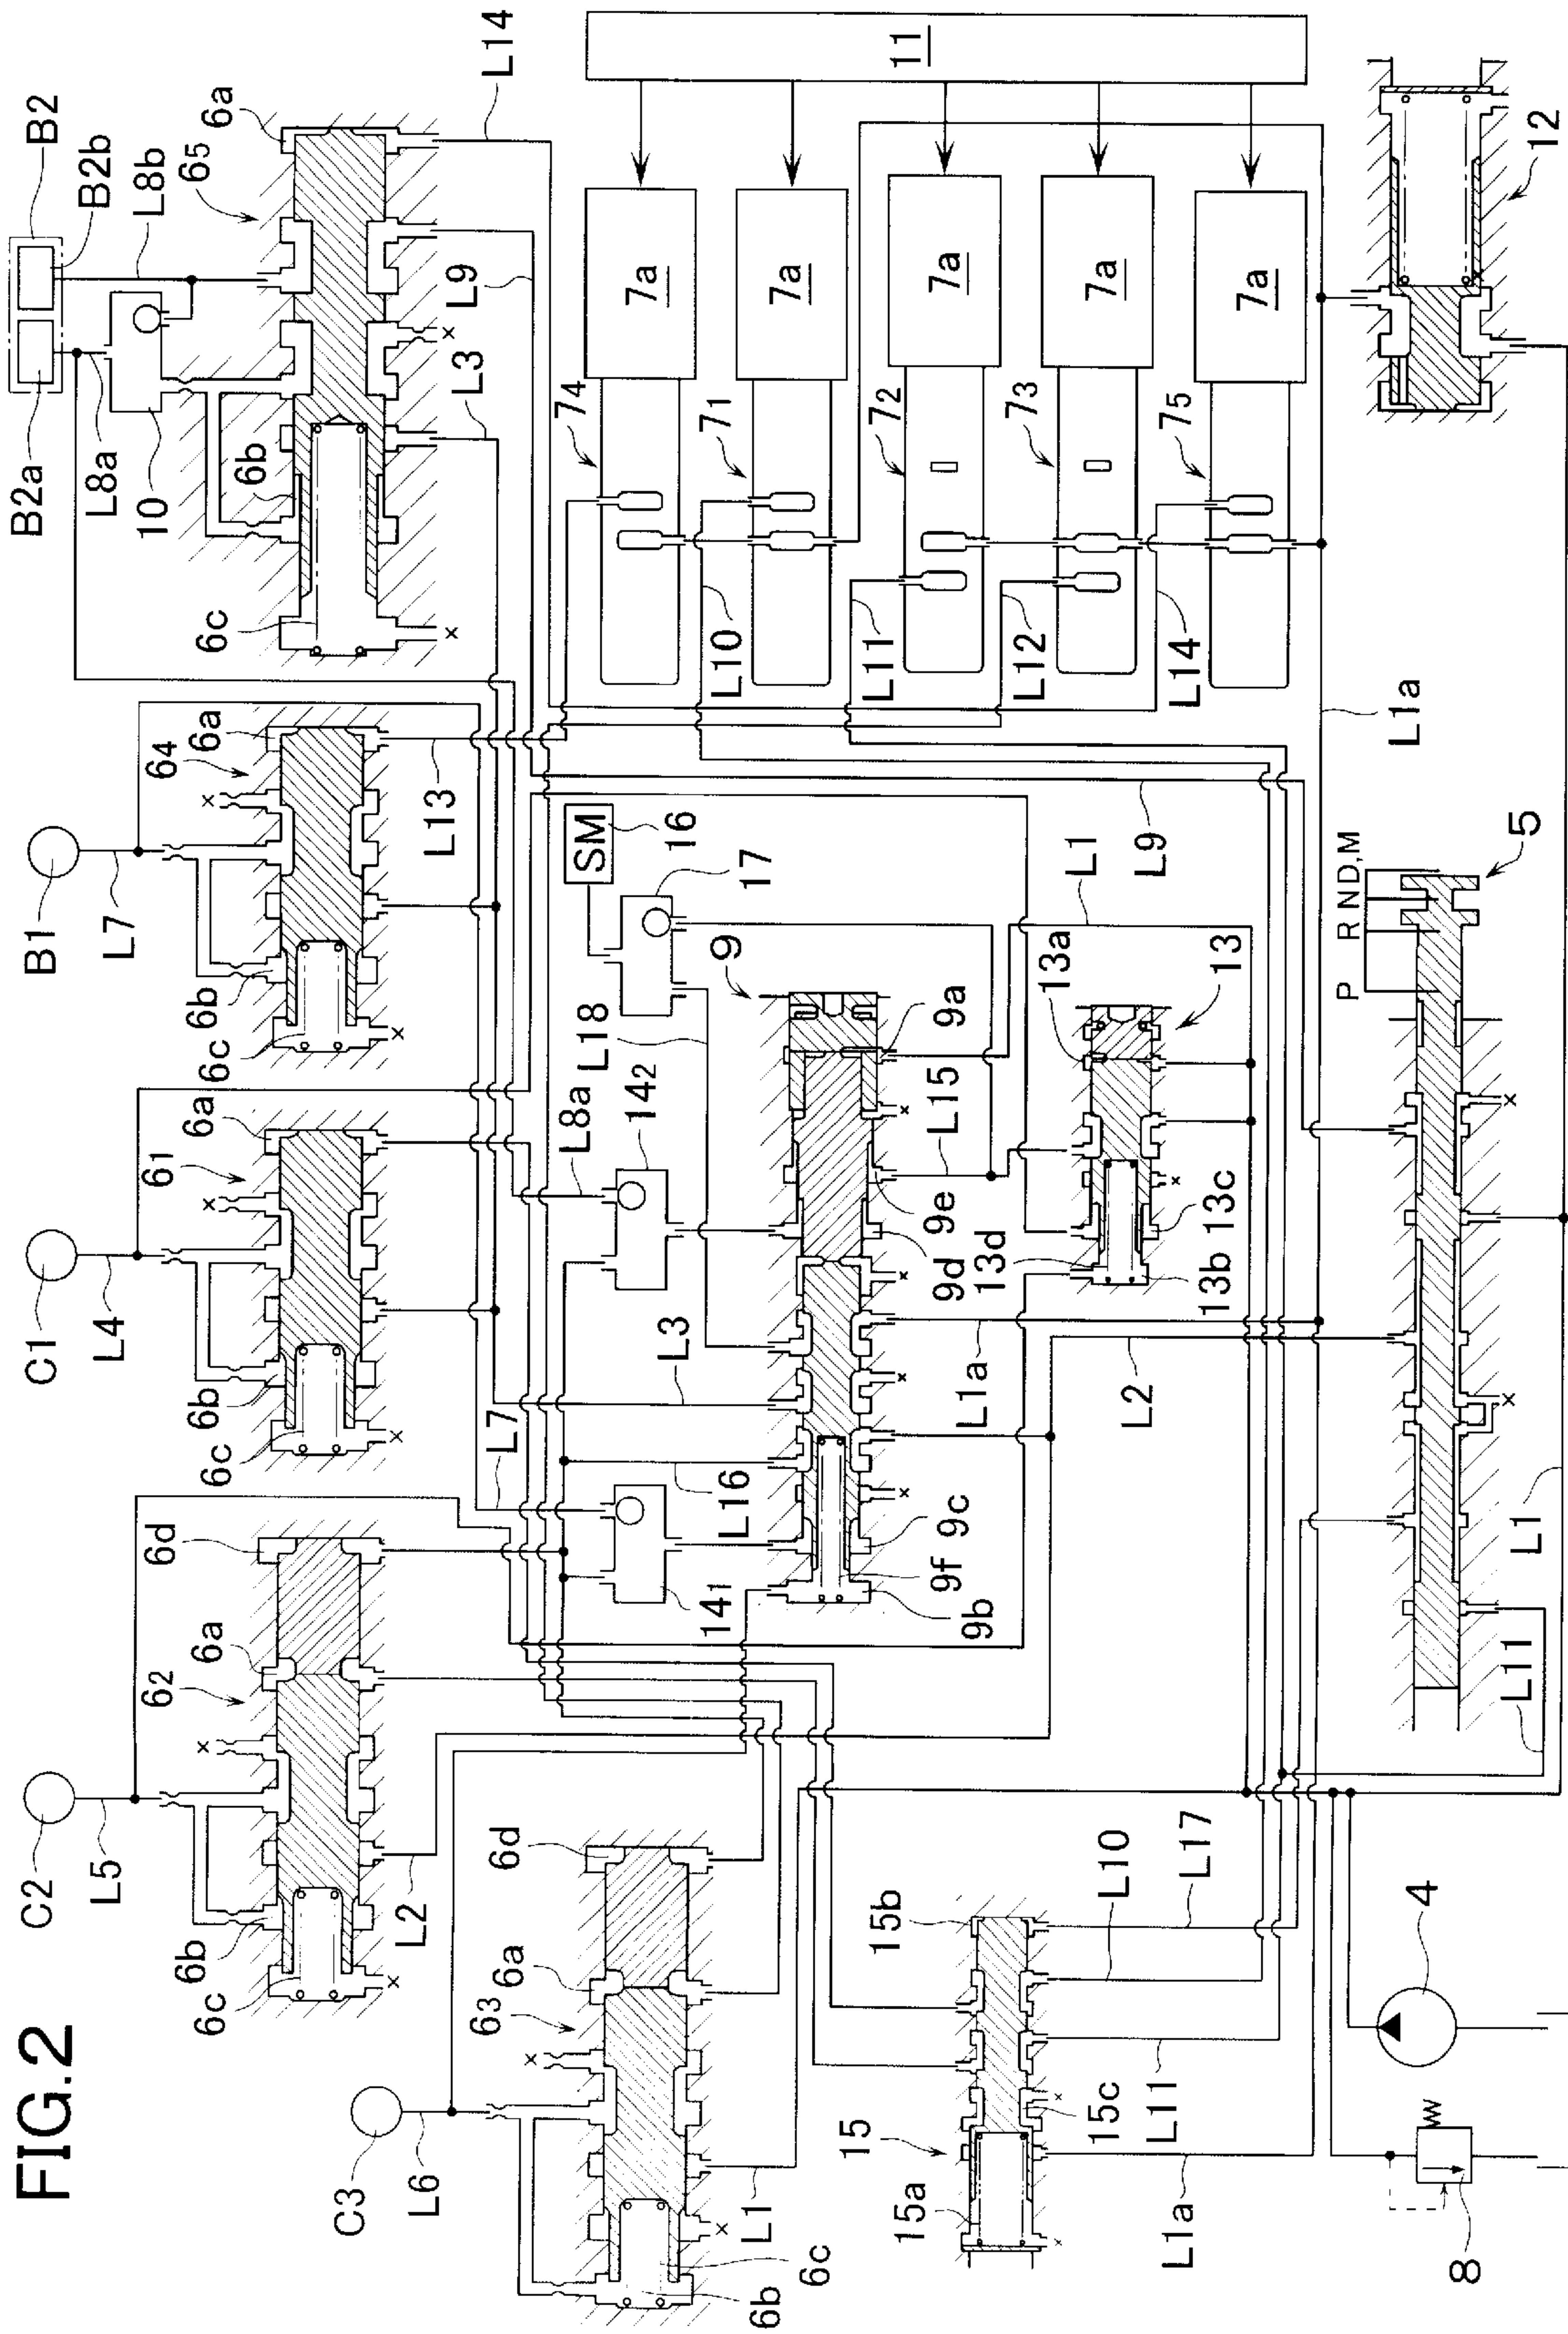 FIG.2
C3
L6
C2
L5
C1
L4
B1
L7
B2a
L8a
10
B2
B2b
L8b
6c
6b
6a
6₅
L14
L9
L3
6c
6b
6₄
6a
L13
6c
6b
6₁
6a
L7
6c
6b
6₂
6a
6d
L2
6b
6c
6₃
6a
6d
L1
14₁
L16
L3
14₂
L8a
L18
SM
16
17
9
9a
9b
9f
9c
9d
9e
L15
L1a
L2
13a
13
13b
13c
13d
L1
L9
L10
L11
L12
L14
7₄
7₁
7₂
7₃
7₅
7a
7a
7a
7a
7a
11
L1a
12
15a
15
15c
15b
L1a
L11
L10
L17
8
4
L11
L1
P R N D,M
5